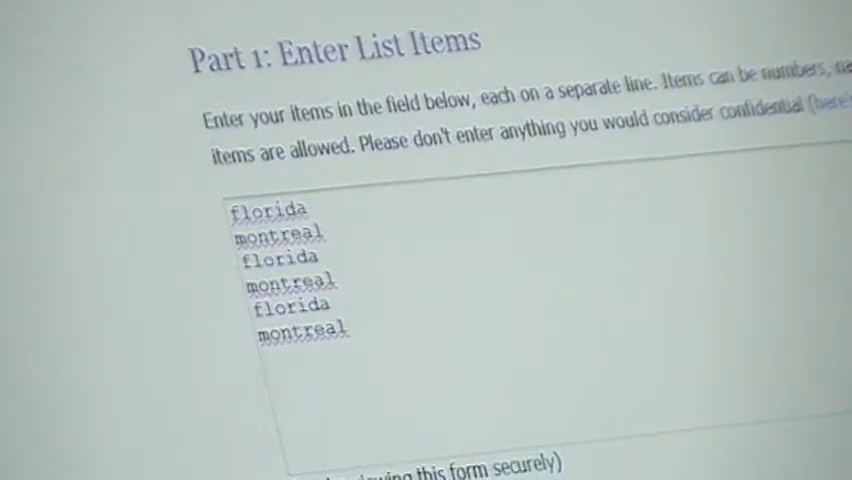 Part 1: Enter List Items
Enter your items in the field below, each on a separate line. Items can be numbers,
items are allowed. Please don't enter anything you would consider confidential (here's
florida
montreal
florida
montreal
florida
montreal
this form securely)